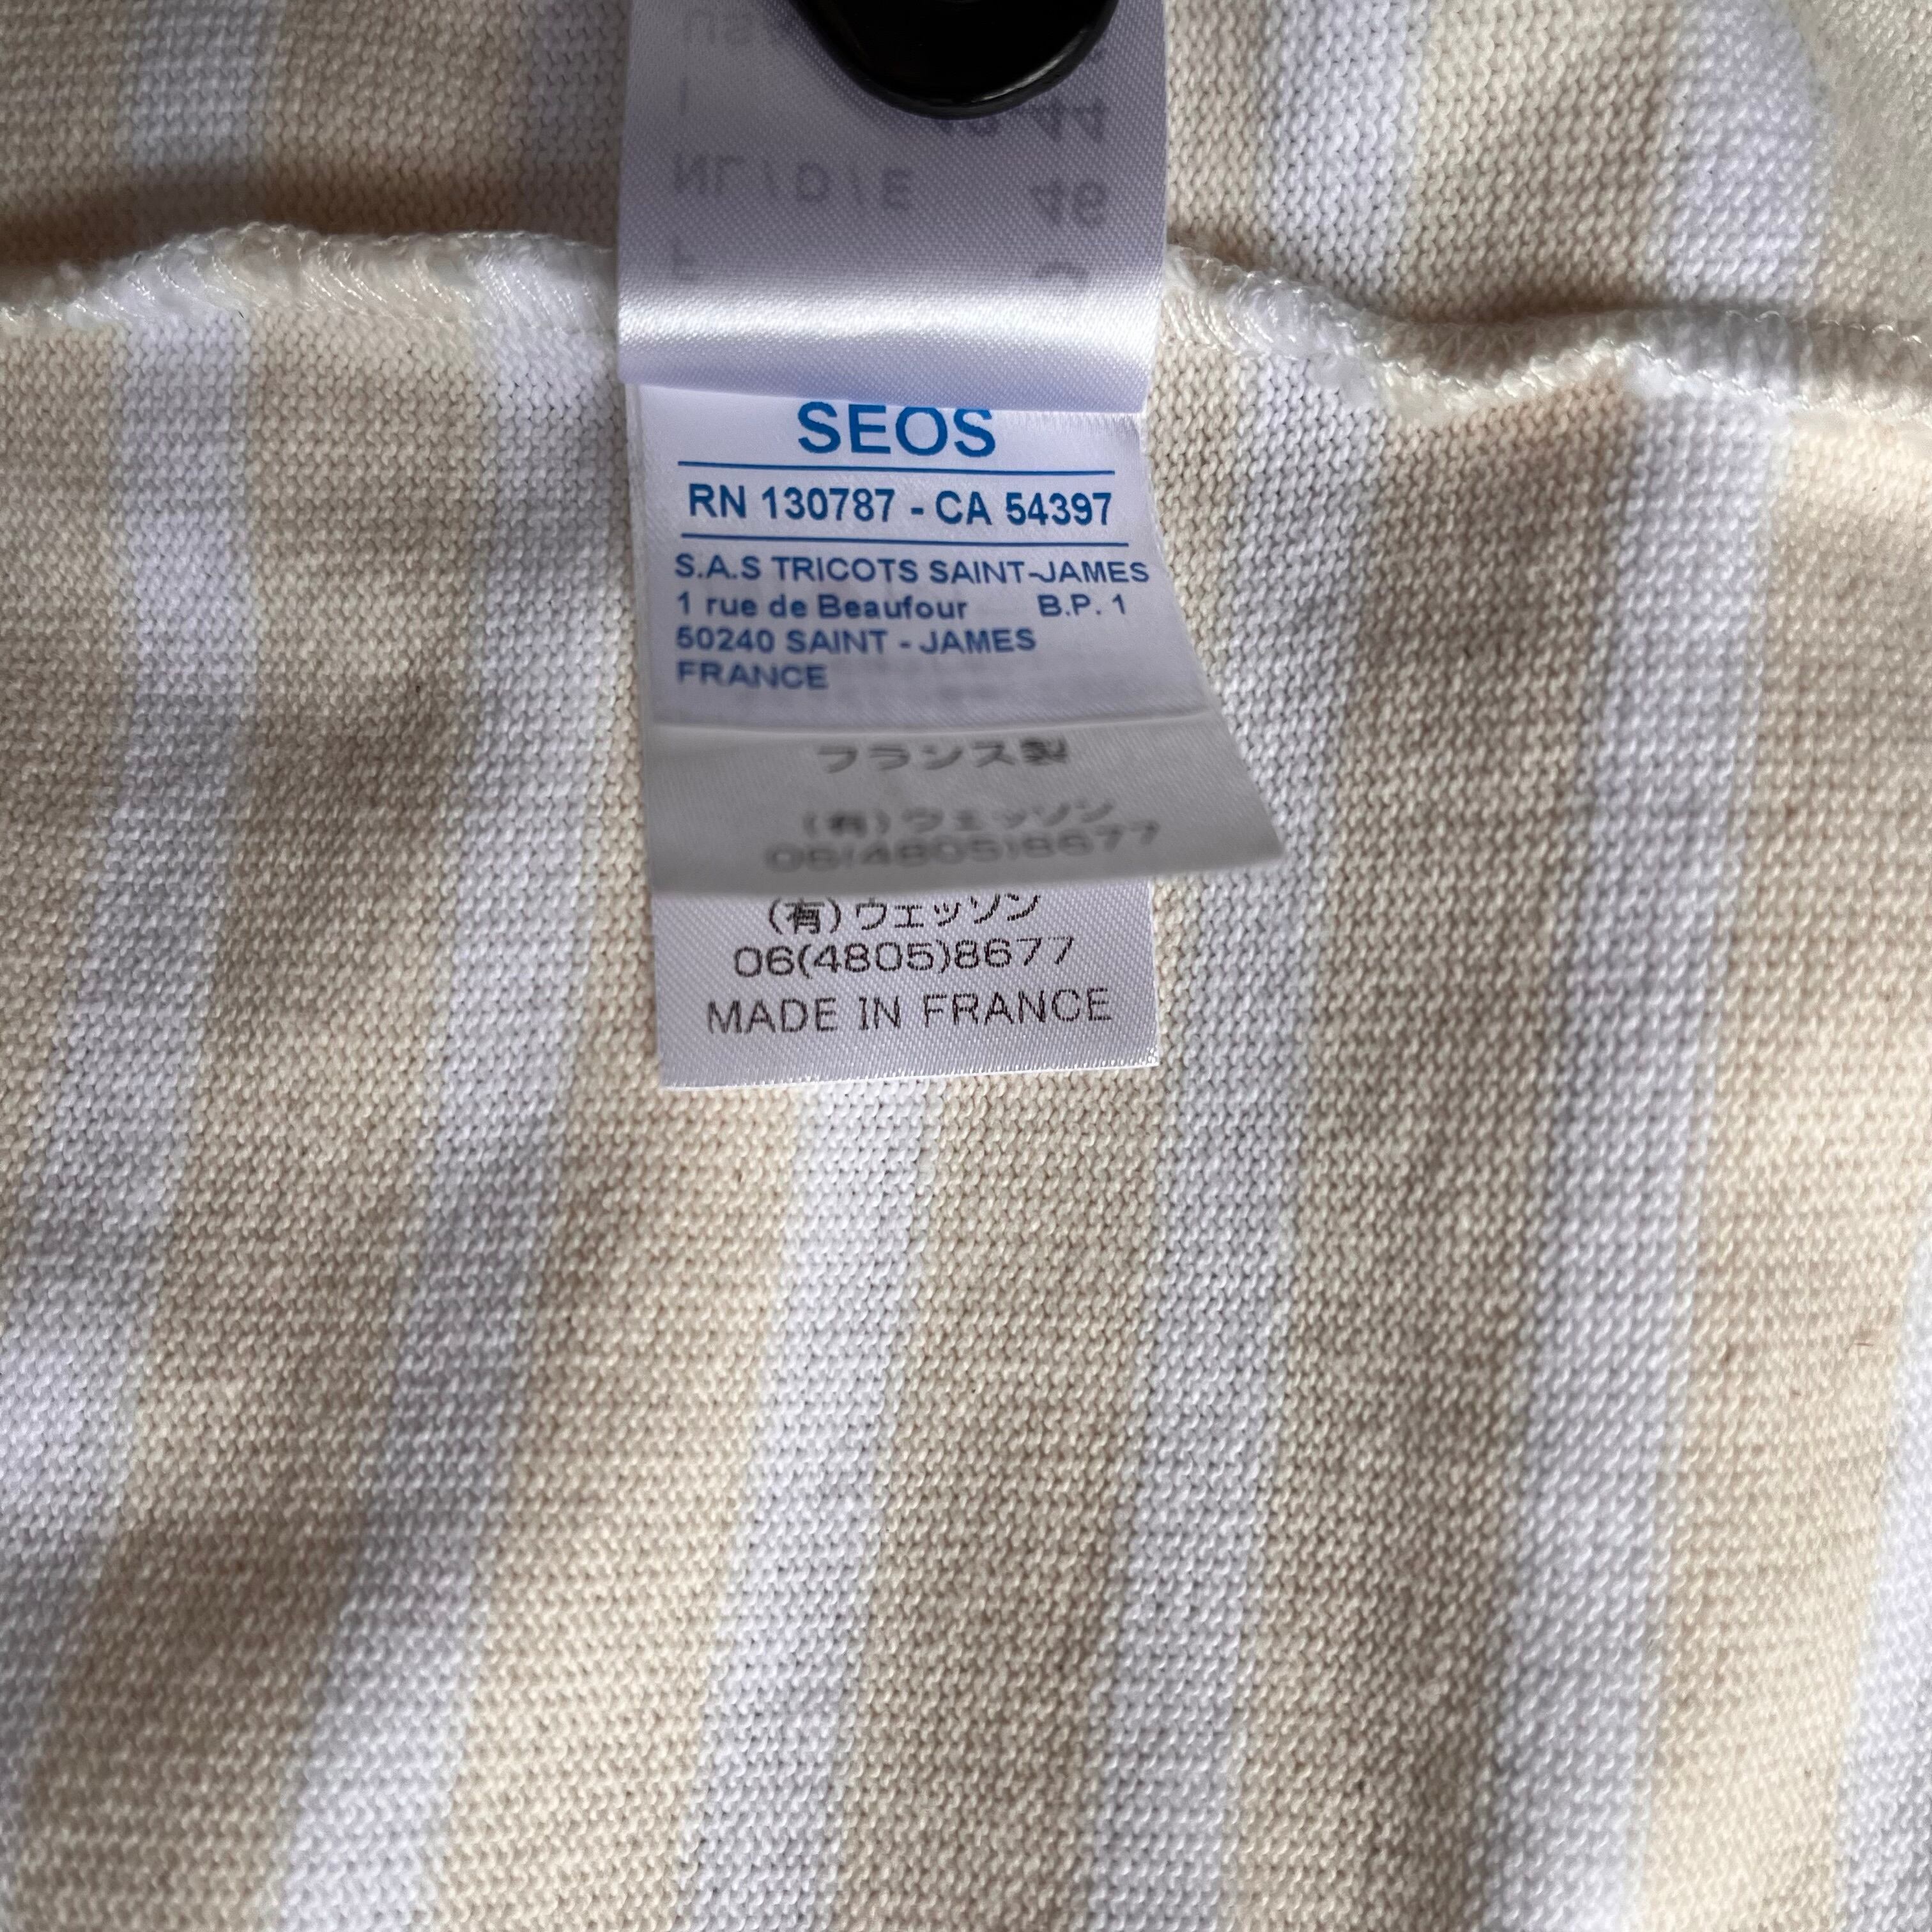 NL / D / E 46
SEOS
RN 130787 - CA 54397
S.A.S TRICOTS SAINT-JAMES
1 rue de Beaufour B.P. 1
50240 SAINT - JAMES
FRANCE
フランス製
(有)ウェッソン
06(4805)8677
(有)ウェッソン
06(4805)8677
MADE IN FRANCE